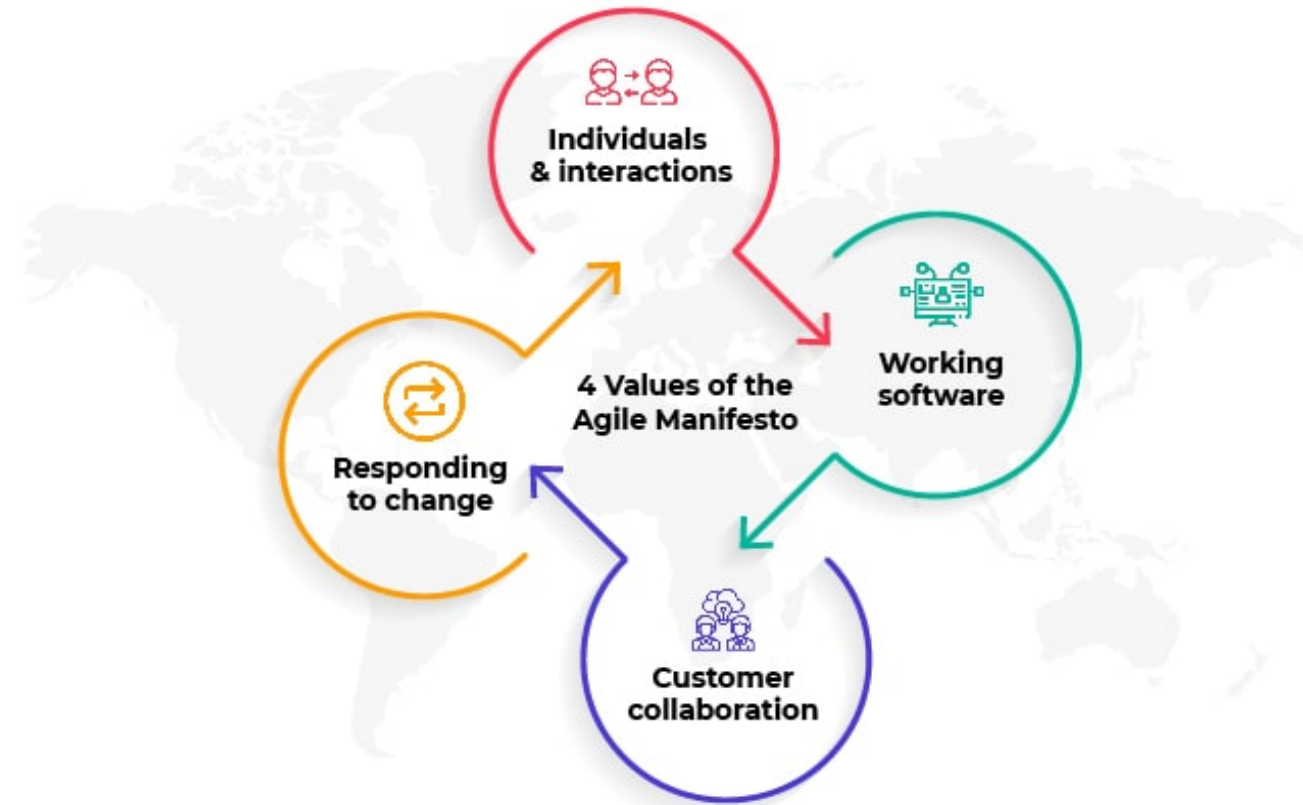 Individuals
& interactions
Working
software
4 Values of the
Agile Manifesto
Responding
to change
Customer
collaboration